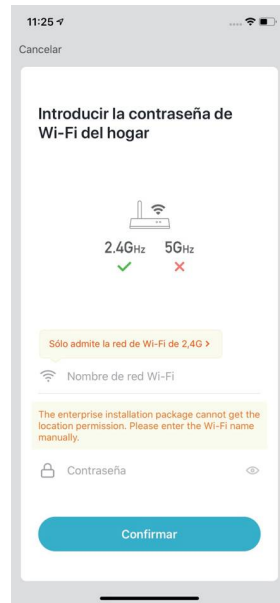 11:25
Cancelar
Introducir la contraseña de
Wi-Fi del hogar
2.4GHz 5GHz
Sólo admite la red de Wi-Fi de 2,4G >
Nombre de red Wi-Fi
The enterprise installation package cannot get the
location permission. Please enter the Wi-Fi name
manually.
Contraseña
Confirmar